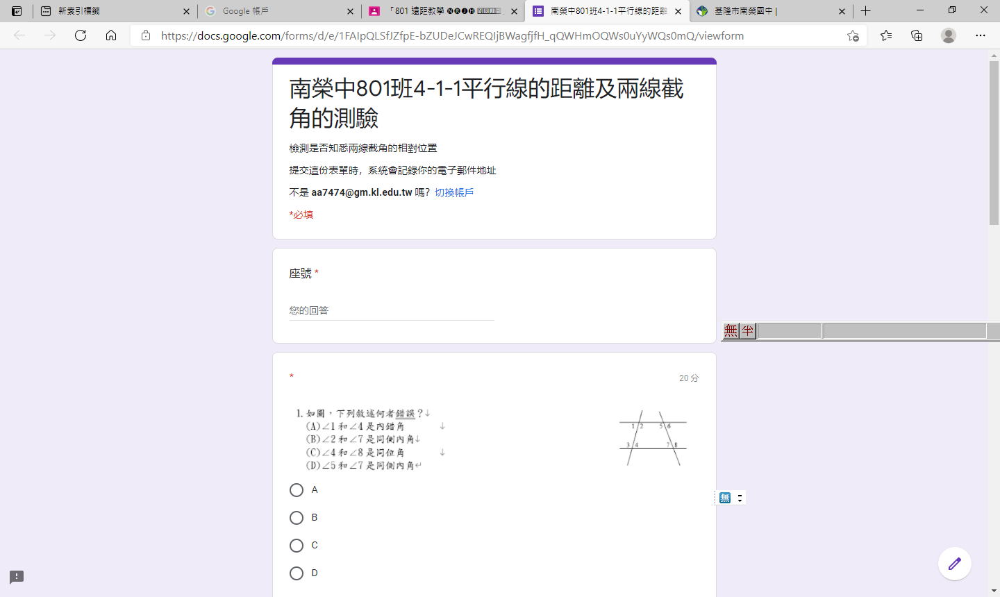 新索引標籤
Google 帳戶
「801 遠距教學 🅝🅡🅙🅗
南榮中801班4-1-1平行線的距離
基隆市南榮國中 |
https://docs.google.com/forms/d/e/1FAIpQLSfJZfpE-bZUDeJCwREQIjBWagfjfH_qQWHmOQWs0uYyWQs0mQ/viewform
南榮中801班4-1-1平行線的距離及兩線截
角的測驗
檢測是否知悉兩線截角的相對位置
提交這份表單時，系統會記錄你的電子郵件地址
不是 aa7474@gm.kl.edu.tw 嗎？ 切換帳戶
*必填
座號 *
您的回答
無 半
*
20 分
1. 如圖，下列敘述何者錯誤？↓
(A)∠1 和∠4 是內錯角 ↓
(B)∠2 和∠7 是同側內角↓
(C)∠4 和∠8 是同位角 ↓
(D)∠5 和∠7 是同側內角↵
1 2 5 6
3 4 7 8
A
B
無
C
D